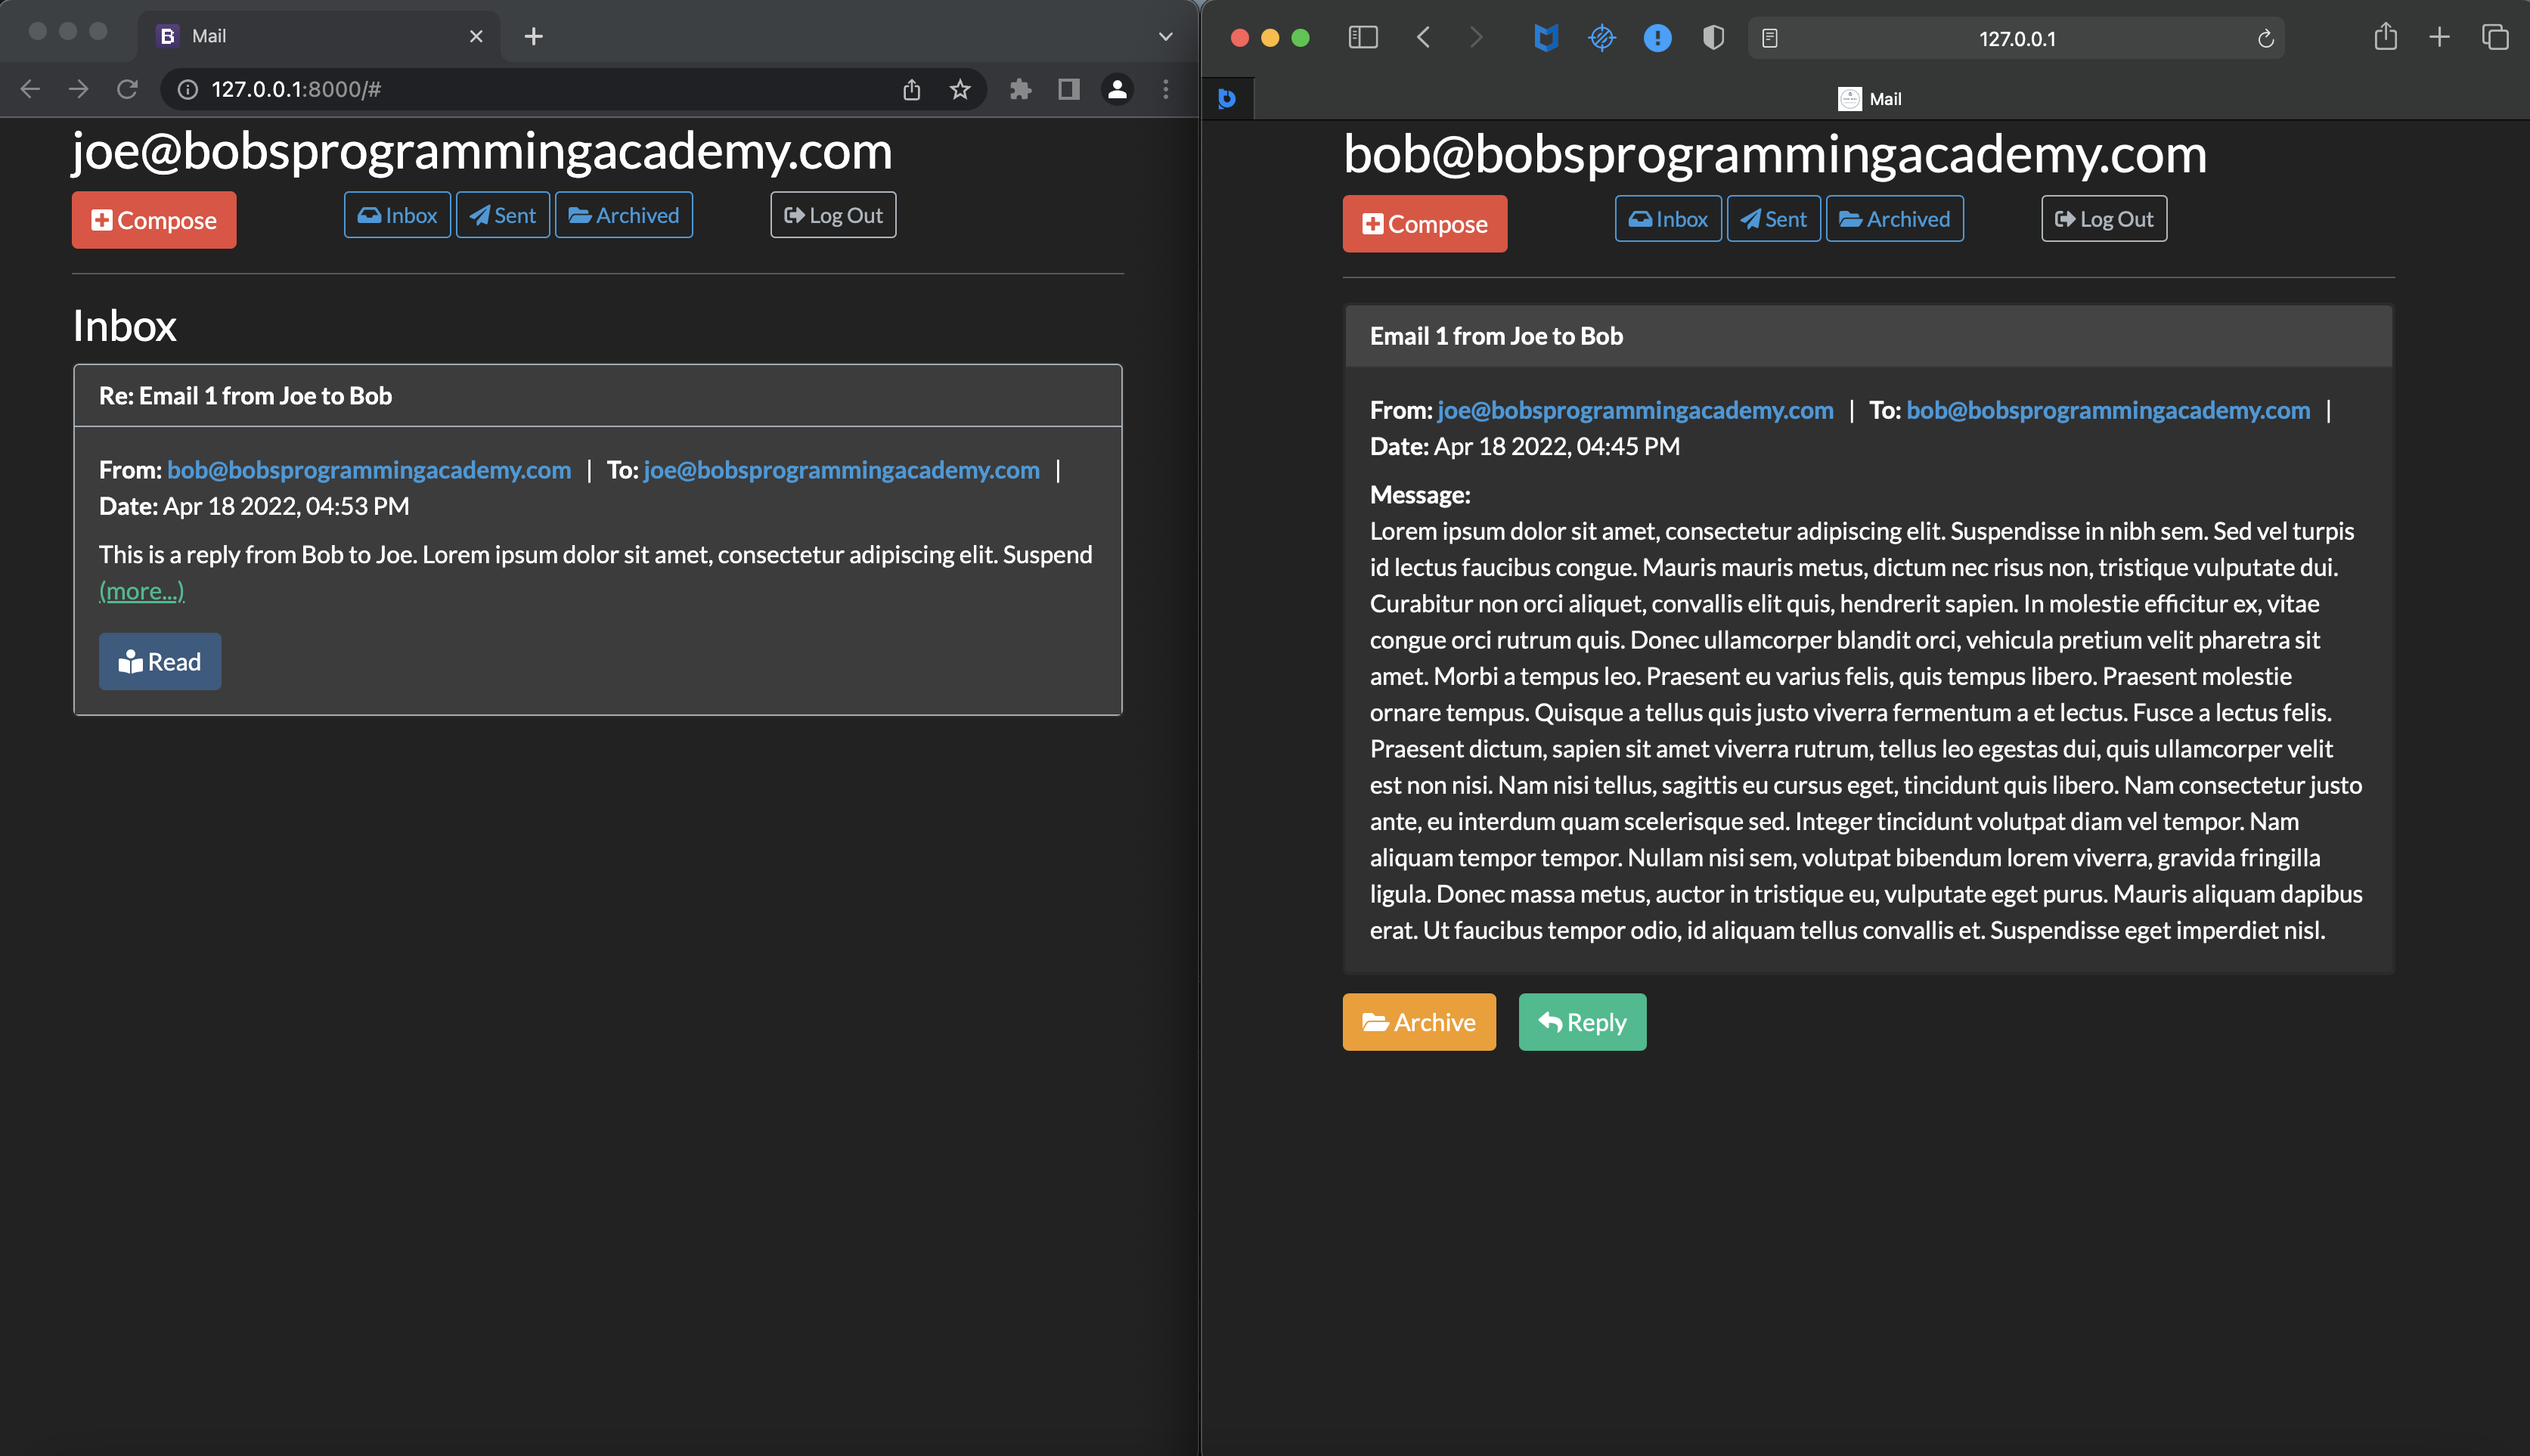 Mail
127.0.0.1:8000/#
joe@bobsprogrammingacademy.com
Compose
Inbox
Sent
Archived
Log Out
Inbox
Re: Email 1 from Joe to Bob
From: bob@bobsprogrammingacademy.com | To: joe@bobsprogrammingacademy.com |
Date: Apr 18 2022, 04:53 PM
This is a reply from Bob to Joe. Lorem ipsum dolor sit amet, consectetur adipiscing elit. Suspend
(more...)
Read
127.0.0.1
Mail
bob@bobsprogrammingacademy.com
Compose
Inbox
Sent
Archived
Log Out
Email 1 from Joe to Bob
From: joe@bobsprogrammingacademy.com | To: bob@bobsprogrammingacademy.com |
Date: Apr 18 2022, 04:45 PM
Message:
Lorem ipsum dolor sit amet, consectetur adipiscing elit. Suspendisse in nibh sem. Sed vel turpis
id lectus faucibus congue. Mauris mauris metus, dictum nec risus non, tristique vulputate dui.
Curabitur non orci aliquet, convallis elit quis, hendrerit sapien. In molestie efficitur ex, vitae
congue orci rutrum quis. Donec ullamcorper blandit orci, vehicula pretium velit pharetra sit
amet. Morbi a tempus leo. Praesent eu varius felis, quis tempus libero. Praesent molestie
ornare tempus. Quisque a tellus quis justo viverra fermentum a et lectus. Fusce a lectus felis.
Praesent dictum, sapien sit amet viverra rutrum, tellus leo egestas dui, quis ullamcorper velit
est non nisi. Nam nisi tellus, sagittis eu cursus eget, tincidunt quis libero. Nam consectetur justo
ante, eu interdum quam scelerisque sed. Integer tincidunt volutpat diam vel tempor. Nam
aliquam tempor tempor. Nullam nisi sem, volutpat bibendum lorem viverra, gravida fringilla
ligula. Donec massa metus, auctor in tristique eu, vulputate eget purus. Mauris aliquam dapibus
erat. Ut faucibus tempor odio, id aliquam tellus convallis et. Suspendisse eget imperdiet nisl.
Archive
Reply